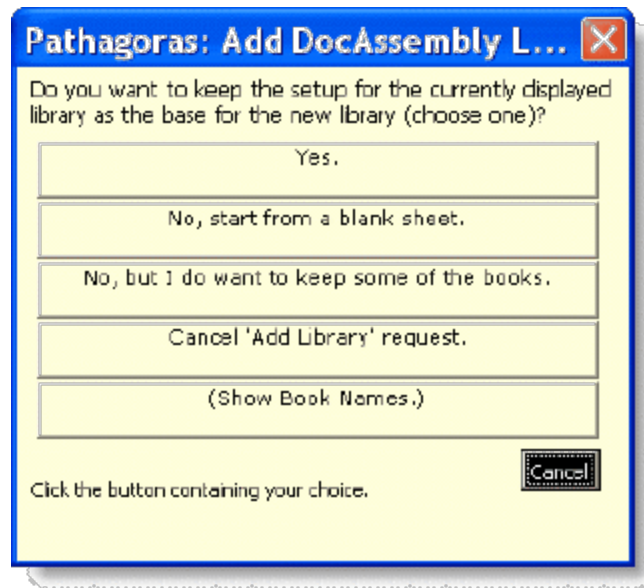 Pathagoras: Add DocAssembly L...
Do you want to keep the setup for the currently displayed
library as the base for the new library (choose one)?
Yes.
No, start from a blank sheet.
No, but I do want to keep some of the books.
Cancel 'Add Library' request.
(Show Book Names.)
Cancel
Click the button containing your choice.